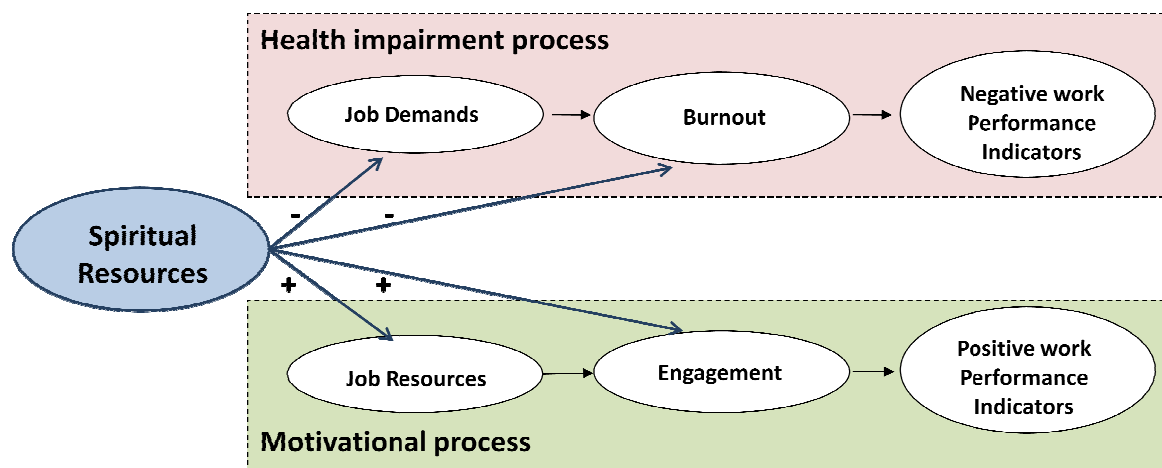 Health impairment process
Job Demands
Burnout
Negative work
Performance
Indicators
Spiritual
Resources
- -
+ +
Job Resources
Engagement
Positive work
Performance
Indicators
Motivational process